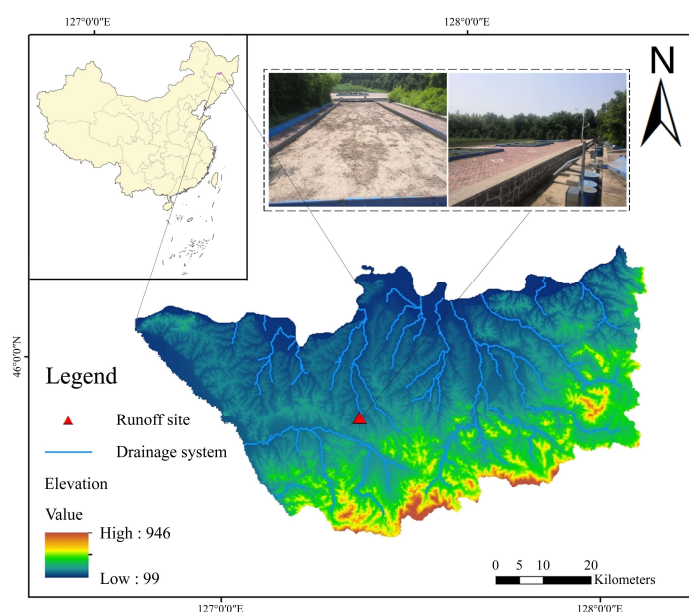 127°0'0"E 128°0'0"E
N
46°0'0"N
Legend
Runoff site
Drainage system
Elevation
Value
High : 946
Low : 99
0 5 10 20
Kilometers
127°0'0"E 128°0'0"E